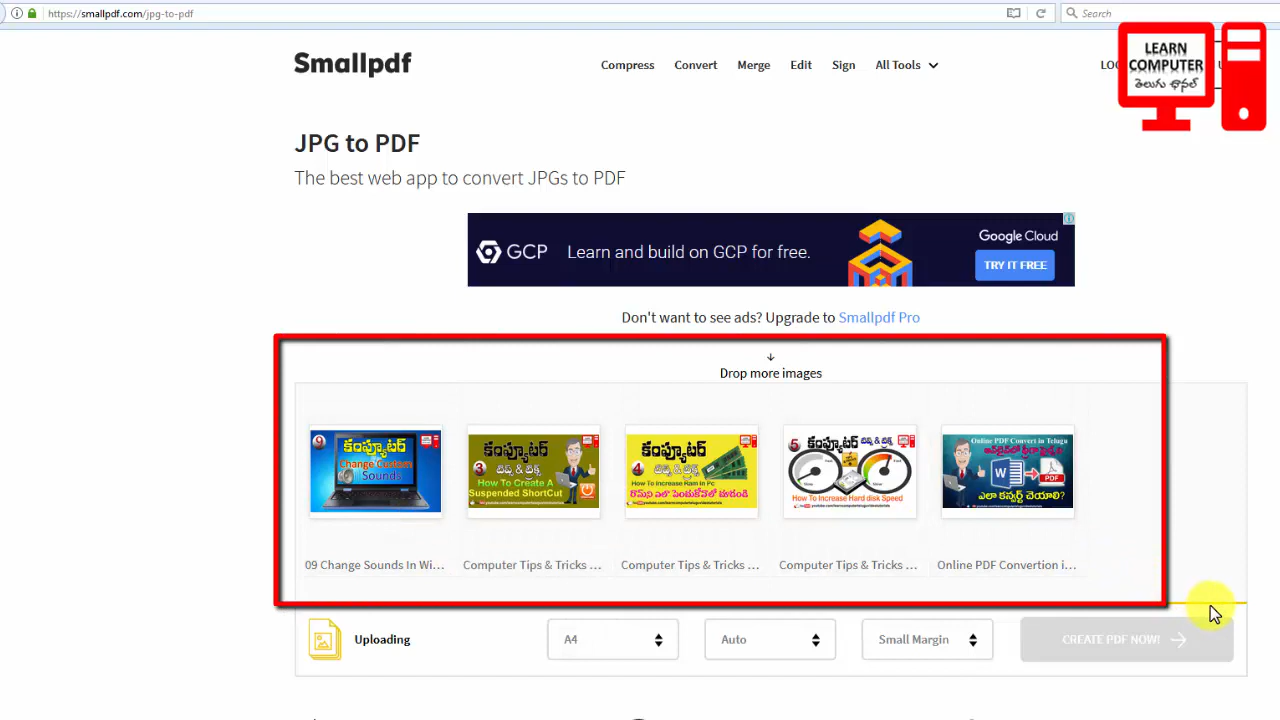 https://smallpdf.com/jpg-to-pdf
Search
LEARN
COMPUTER
తెలుగు ఛానల్
Smallpdf
Compress Convert Merge Edit Sign All Tools
JPG to PDF
The best web app to convert JPGs to PDF
GCP Learn and build on GCP for free.
Google Cloud
TRY IT FREE
Don't want to see ads? Upgrade to Smallpdf Pro
Drop more images
9
కంప్యూటర్
Change Custom
Sounds
3
కంప్యూటర్
టిప్స్ & ట్రిక్స్
How To Create A
Suspended ShortCut
4
కంప్యూటర్
టిప్స్ & ట్రిక్స్
How To Increase Ram In Pc
5
కంప్యూటర్ టిప్స్ & ట్రిక్స్
How To Increase Hard disk Speed
Online PDF Convert in Telugu
W
PDF
ఎలా కన్వర్ట్ చేయాలి?
09 Change Sounds In Wi...
Computer Tips & Tricks ...
Computer Tips & Tricks ...
Computer Tips & Tricks ...
Online PDF Convertion i...
Uploading
A4
Auto
Small Margin
CREATE PDF NOW!